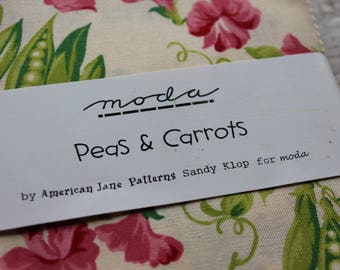 moda
Peas & Carrots
by American Jane Patterns Sandy Klop for moda